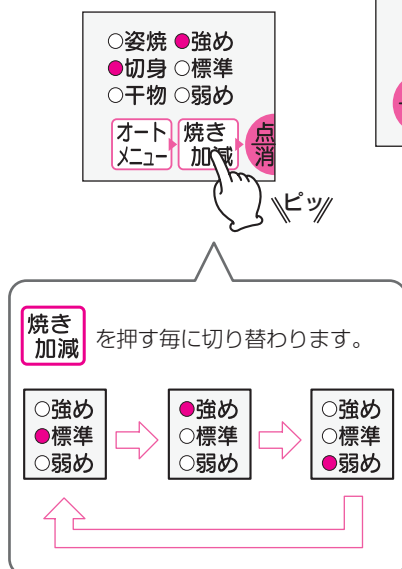 ○姿焼 ●強め
●切身 ○標準
○干物 ○弱め
オート 焼き 点
メニュー 加減 消
ピッ
焼き
加減 を押す毎に切り替わります。
○強め ●強め ○強め
●標準 ○標準 ○標準
○弱め ○弱め ●弱め